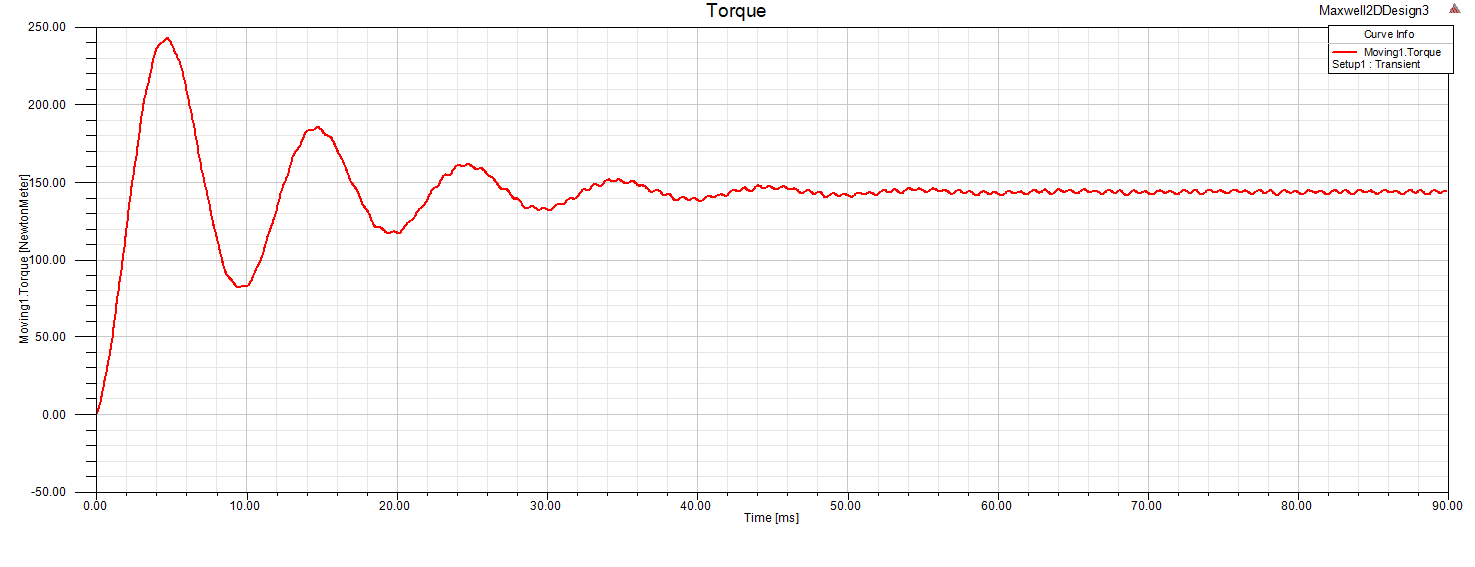 Torque
Maxwell2DDesign3
Curve Info
Moving1.Torque
Setup1 : Transient
250.00
200.00
150.00
100.00
50.00
0.00
-50.00
Moving1.Torque [NewtonMeter]
0.00 10.00 20.00 30.00 40.00 50.00 60.00 70.00 80.00 90.00
Time [ms]